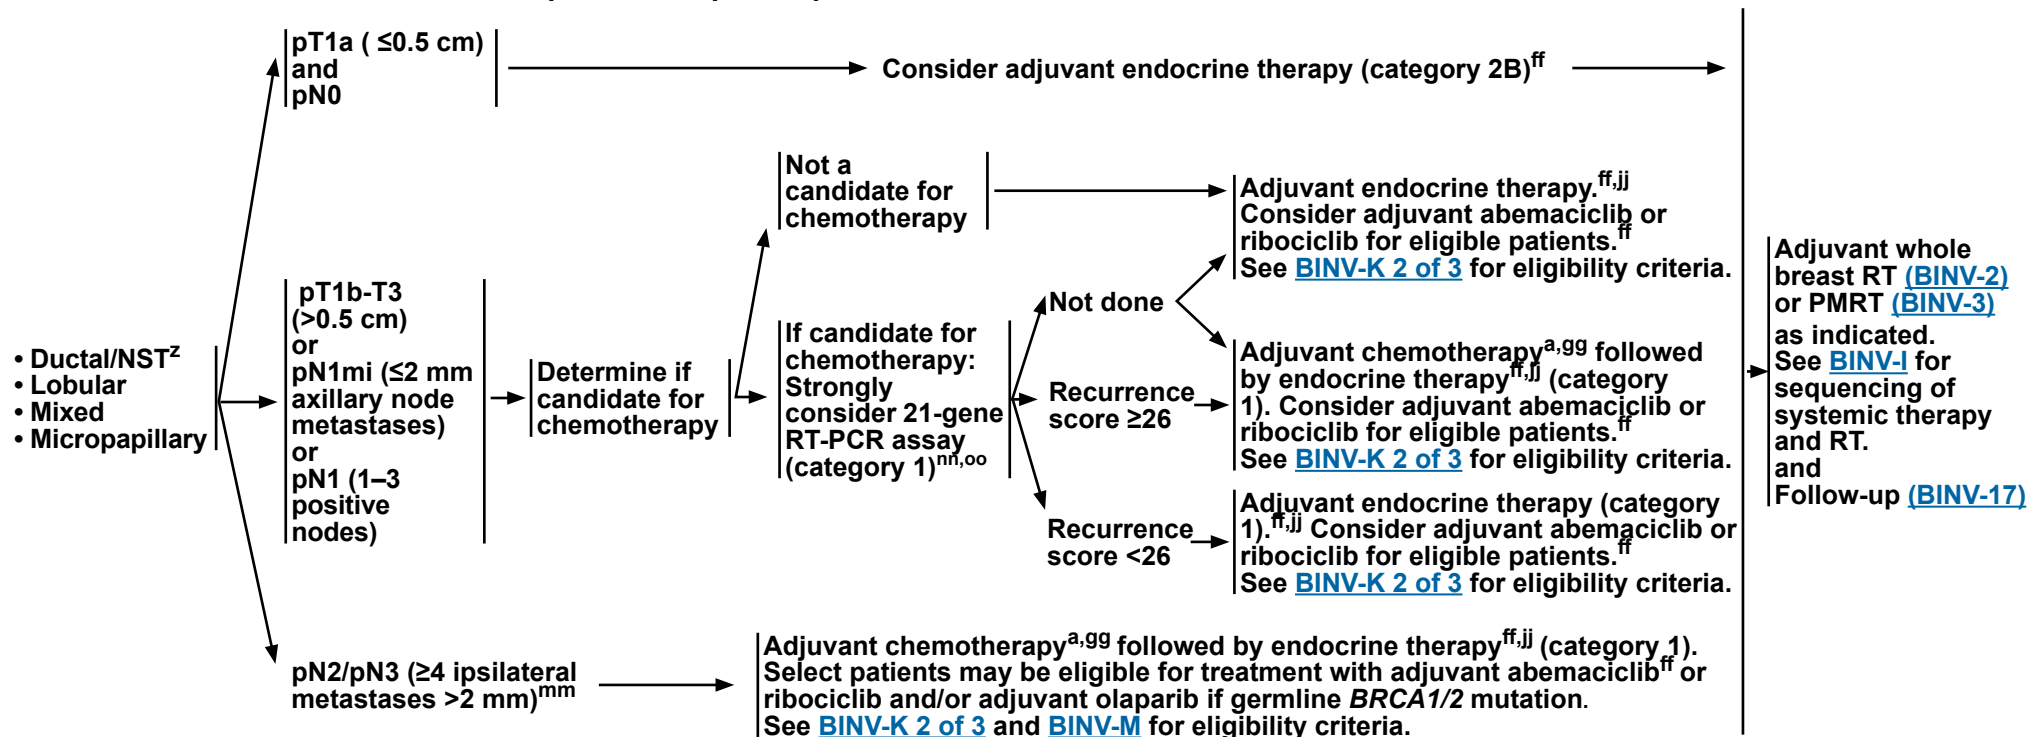 • Ductal/NSTz
• Lobular
• Mixed
• Micropapillary
pT1a ( ≤0.5 cm)
and
pN0
Consider adjuvant endocrine therapy (category 2B)ff
pT1b-T3
(>0.5 cm)
or
pN1mi (≤2 mm
axillary node
metastases)
or
pN1 (1–3
positive
nodes)
Determine if
candidate for
chemotherapy
Not a
candidate for
chemotherapy
If candidate for
chemotherapy:
Strongly
consider 21-gene
RT-PCR assay
(category 1)nn,oo
Not done
Recurrence
score ≥26
Recurrence
score <26
Adjuvant endocrine therapy.ff,jj
Consider adjuvant abemaciclib or
ribociclib for eligible patients.ff
See BINV-K 2 of 3 for eligibility criteria.
Adjuvant chemotherapya,gg followed
by endocrine therapyff,jj (category
1). Consider adjuvant abemaciclib or
ribociclib for eligible patients.ff
See BINV-K 2 of 3 for eligibility criteria.
Adjuvant endocrine therapy (category
1).ff,jj Consider adjuvant abemaciclib or
ribociclib for eligible patients.ff
See BINV-K 2 of 3 for eligibility criteria.
pN2/pN3 (≥4 ipsilateral
metastases >2 mm)mm
Adjuvant chemotherapya,gg followed by endocrine therapyff,jj (category 1).
Select patients may be eligible for treatment with adjuvant abemaciclibff or
ribociclib and/or adjuvant olaparib if germline BRCA1/2 mutation.
See BINV-K 2 of 3 and BINV-M for eligibility criteria.
Adjuvant whole
breast RT (BINV-2)
or PMRT (BINV-3)
as indicated.
See BINV-I for
sequencing of
systemic therapy
and RT.
and
Follow-up (BINV-17)